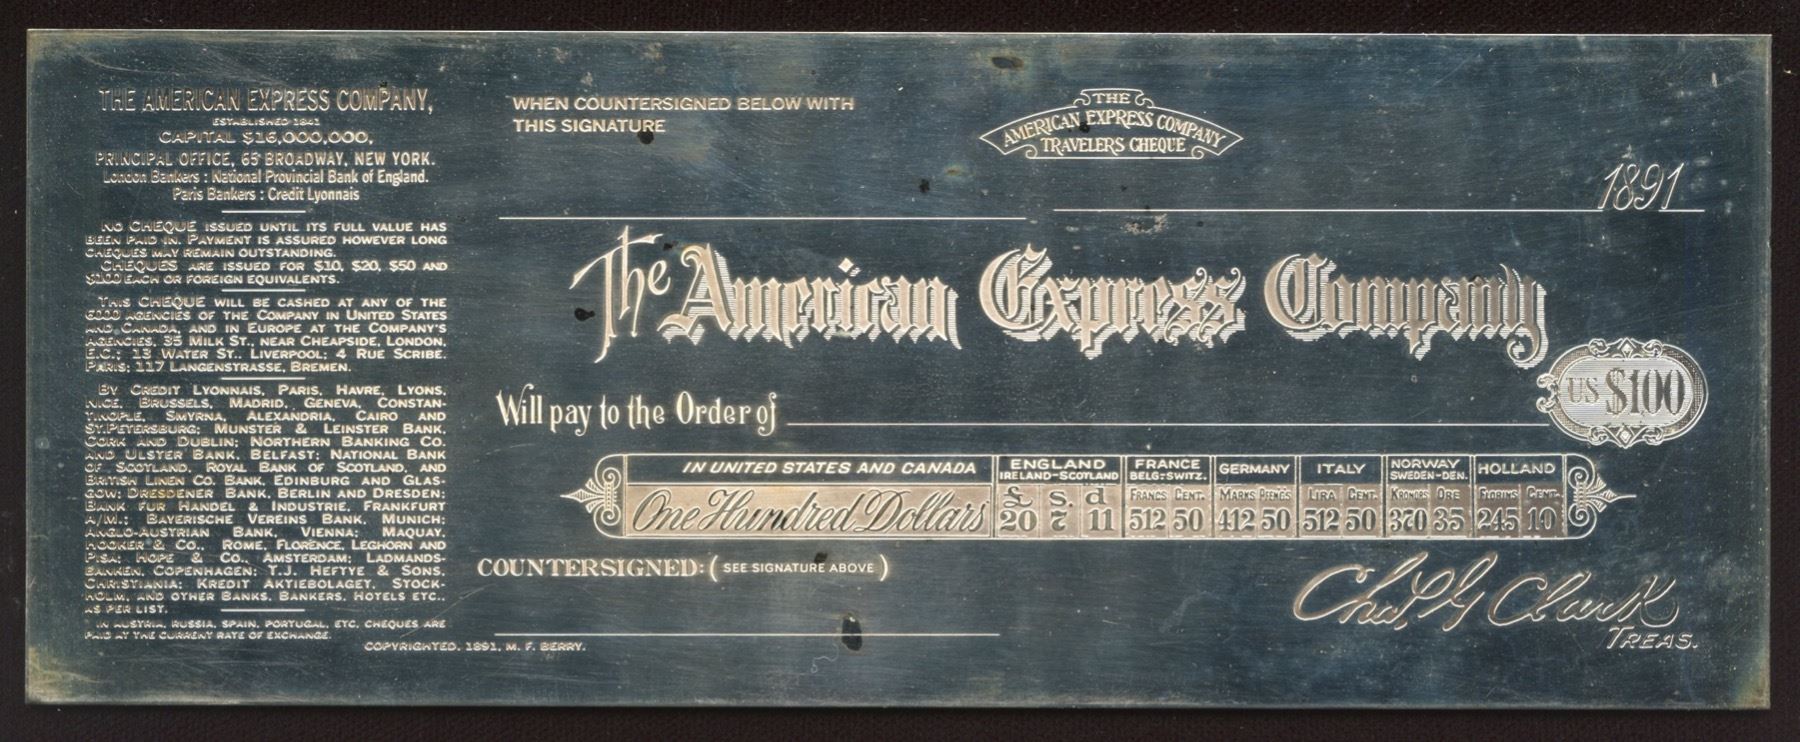 THE AMERICAN EXPRESS COMPANY,
ESTABLISHED 1841
CAPITAL $16,000,000,
PRINCIPAL OFFICE, 65 BROADWAY, NEW YORK.
London Bankers : National Provincial Bank of England.
Paris Bankers : Credit Lyonnais
NO CHEQUE ISSUED UNTIL ITS FULL VALUE HAS
BEEN PAID IN. PAYMENT IS ASSURED HOWEVER LONG
CHEQUES MAY REMAIN OUTSTANDING.
CHEQUES ARE ISSUED FOR $10, $20, $50 AND
$100 EACH OR FOREIGN EQUIVALENTS.
THIS CHEQUE WILL BE CASHED AT ANY OF THE
6000 AGENCIES OF THE COMPANY IN UNITED STATES
AND CANADA, AND IN EUROPE AT THE COMPANY'S
AGENCIES, 35 MILK ST., NEAR CHEAPSIDE, LONDON,
E.C.; 13 WATER ST., LIVERPOOL; 4 RUE SCRIBE.
PARIS; 117 LANGENSTRASSE, BREMEN.
BY CREDIT LYONNAIS, PARIS, HAVRE, LYONS,
NICE, BRUSSELS, MADRID, GENEVA, CONSTAN-
TINOPLE, SMYRNA, ALEXANDRIA, CAIRO AND
ST. PETERSBURG; MUNSTER & LEINSTER BANK,
CORK AND DUBLIN; NORTHERN BANKING CO.
AND ULSTER BANK, BELFAST; NATIONAL BANK
OF SCOTLAND, ROYAL BANK OF SCOTLAND, AND
BRITISH LINEN CO. BANK, EDINBURG AND GLAS-
GOW; DRESDENER BANK, BERLIN AND DRESDEN;
BANK FUR HANDEL & INDUSTRIE, FRANKFURT
A/M.; BAYERISCHE VEREINS BANK, MUNICH;
ANGLO-AUSTRIAN BANK, VIENNA; MAQUAY,
HOOKER & CO., ROME, FLORENCE, LEGHORN AND
PISA; HOPE & CO., AMSTERDAM; LADMANDS-
BANKEN, COPENHAGEN; T.J. HEFTYE & SONS,
CHRISTIANIA; KREDIT AKTIEBOLAGET, STOCK-
HOLM, AND OTHER BANKS, BANKERS, HOTELS ETC.,
AS PER LIST.
IN AUSTRIA, RUSSIA, SPAIN, PORTUGAL, ETC, CHEQUES ARE
PAID AT THE CURRENT RATE OF EXCHANGE.
COPYRIGHTED, 1891, M. F. BERRY.
WHEN COUNTERSIGNED BELOW WITH
THIS SIGNATURE
THE
AMERICAN EXPRESS COMPANY
TRAVELERS CHEQUE
1891
The American Express Company
US $100
Will pay to the Order of
IN UNITED STATES AND CANADA
One Hundred Dollars
ENGLAND
IRELAND-SCOTLAND
£ S. d
20 7 11
FRANCE
BELG:SWITZ.
FRANCS CENT.
512 50
GERMANY
MARKS PFEN'GS
412 50
ITALY
LIRA CENT.
512 50
NORWAY
SWEDEN-DEN.
KRONORS ORE
370 35
HOLLAND
FLORINS CENT.
245 10
COUNTERSIGNED: ( SEE SIGNATURE ABOVE )
Chas. G Clark
TREAS.